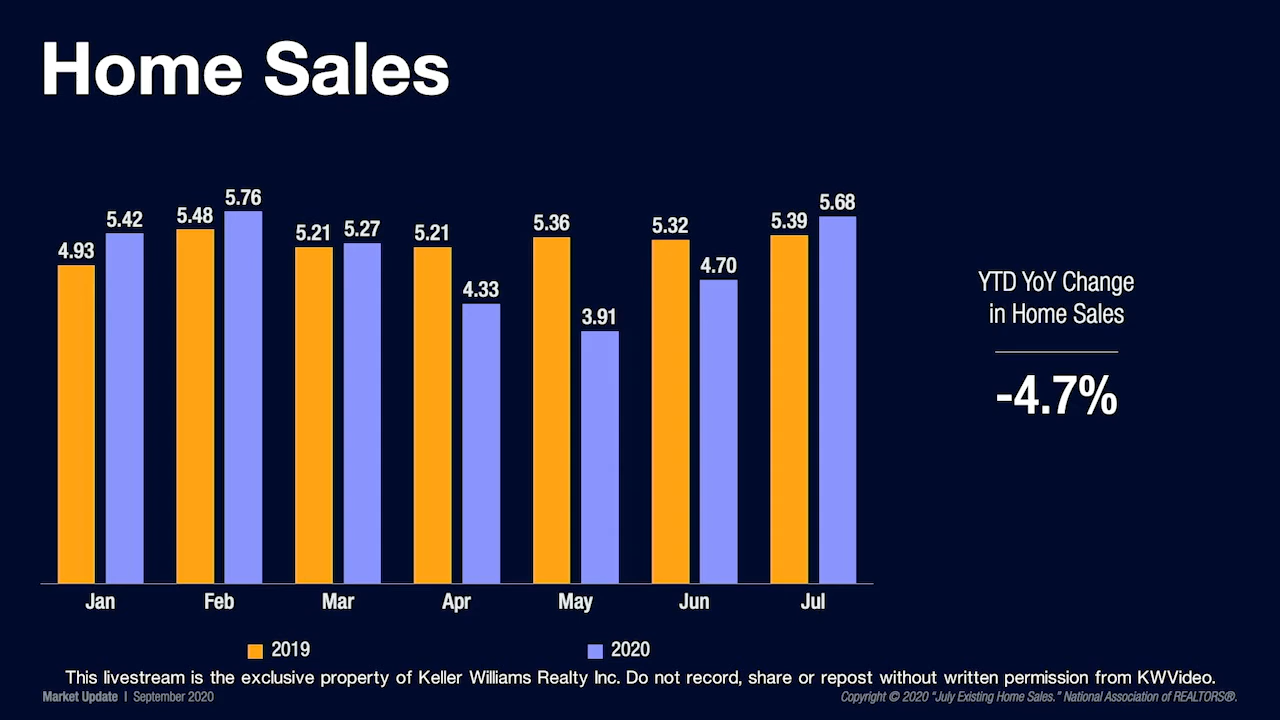 Home Sales
4.93
5.42
5.48
5.76
5.21
5.27
5.21
4.33
5.36
3.91
5.32
4.70
5.39
5.68
Jan
Feb
Mar
Apr
May
Jun
Jul
2019
2020
YTD YoY Change
in Home Sales
-4.7%
This livestream is the exclusive property of Keller Williams Realty Inc. Do not record, share or repost without written permission from KWVideo.
Market Update | September 2020
Copyright © 2020 “July Existing Home Sales.” National Association of REALTORS®.